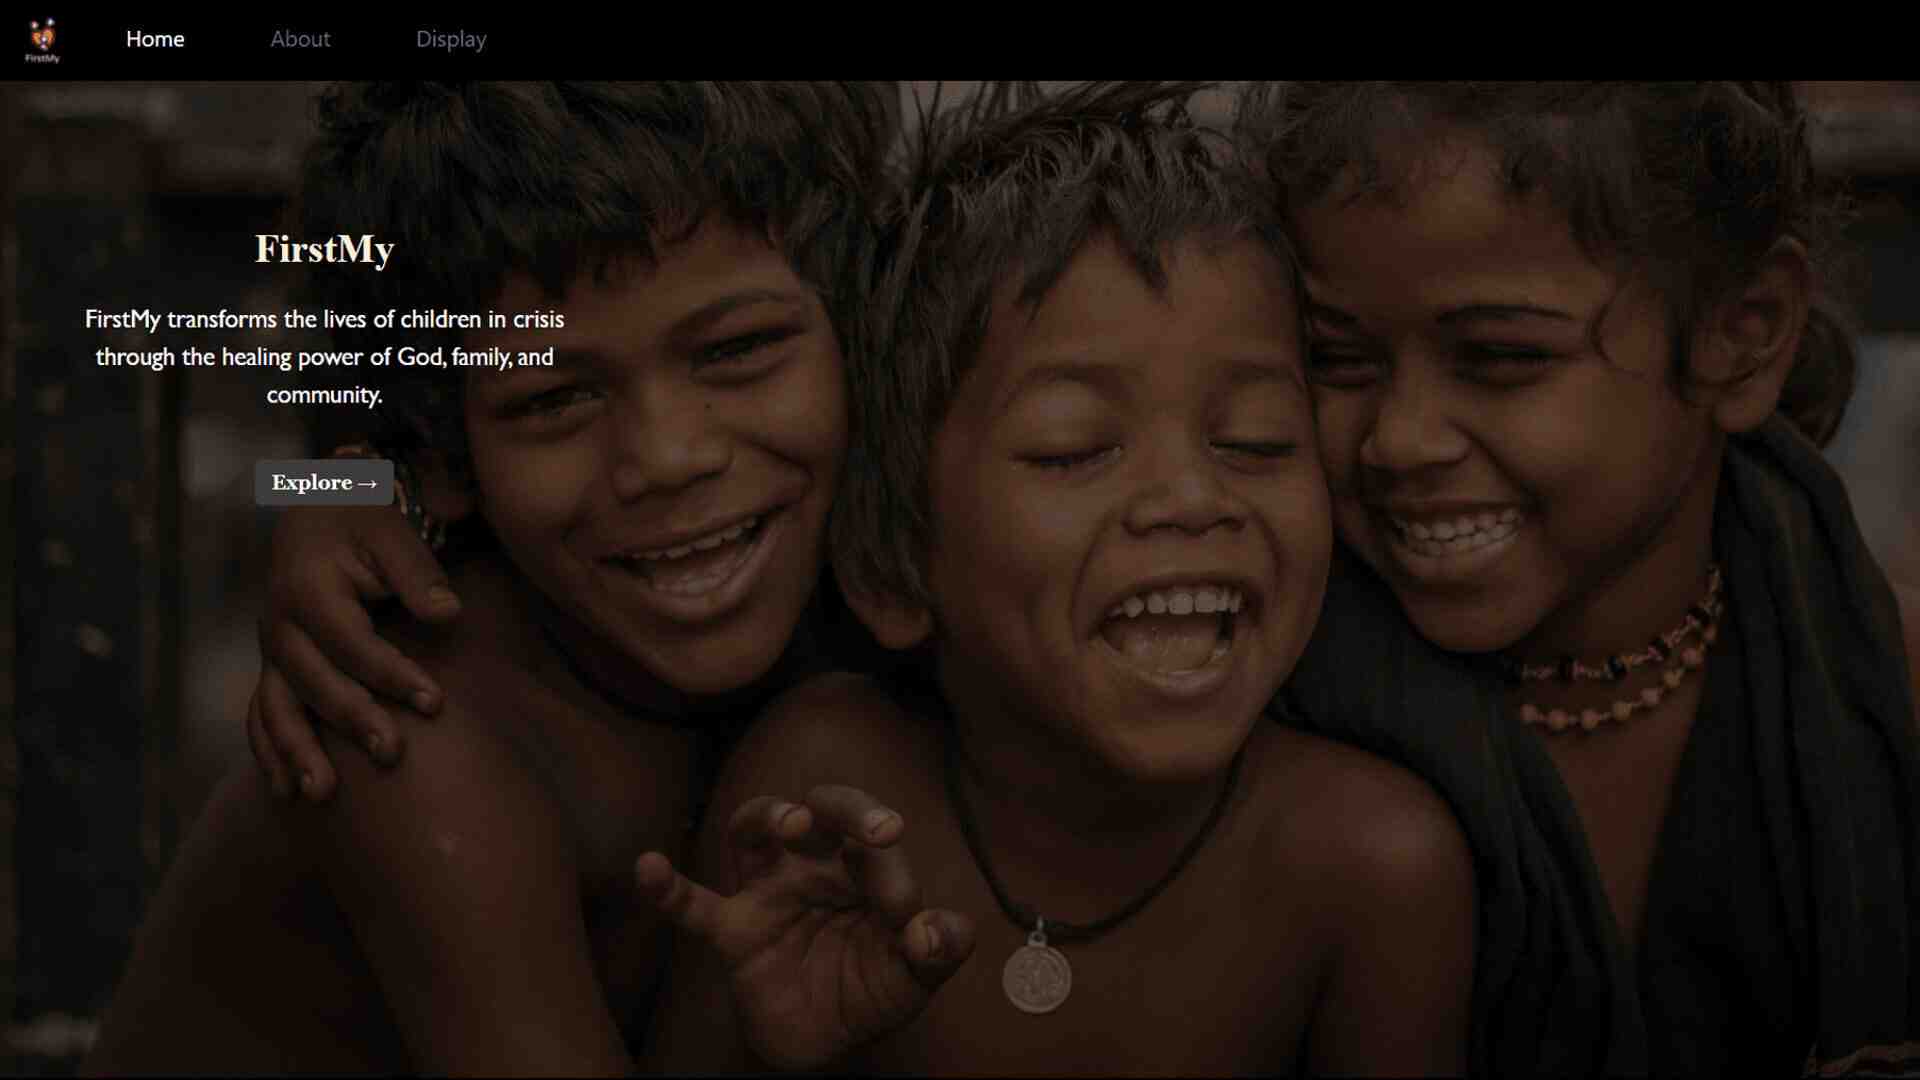 FirstMy
Home
About
Display
FirstMy
FirstMy transforms the lives of children in crisis
through the healing power of God, family, and
community.
Explore →